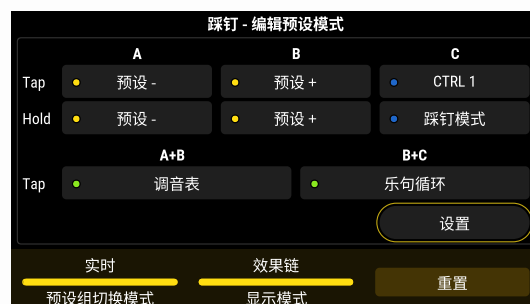 踩钉 - 编辑预设模式
A B C
Tap 预设 - 预设 + CTRL 1
Hold 预设 - 预设 + 踩钉模式
A+B B+C
Tap 调音表 乐句循环
设置
实时 效果链 重置
预设组切换模式 显示模式